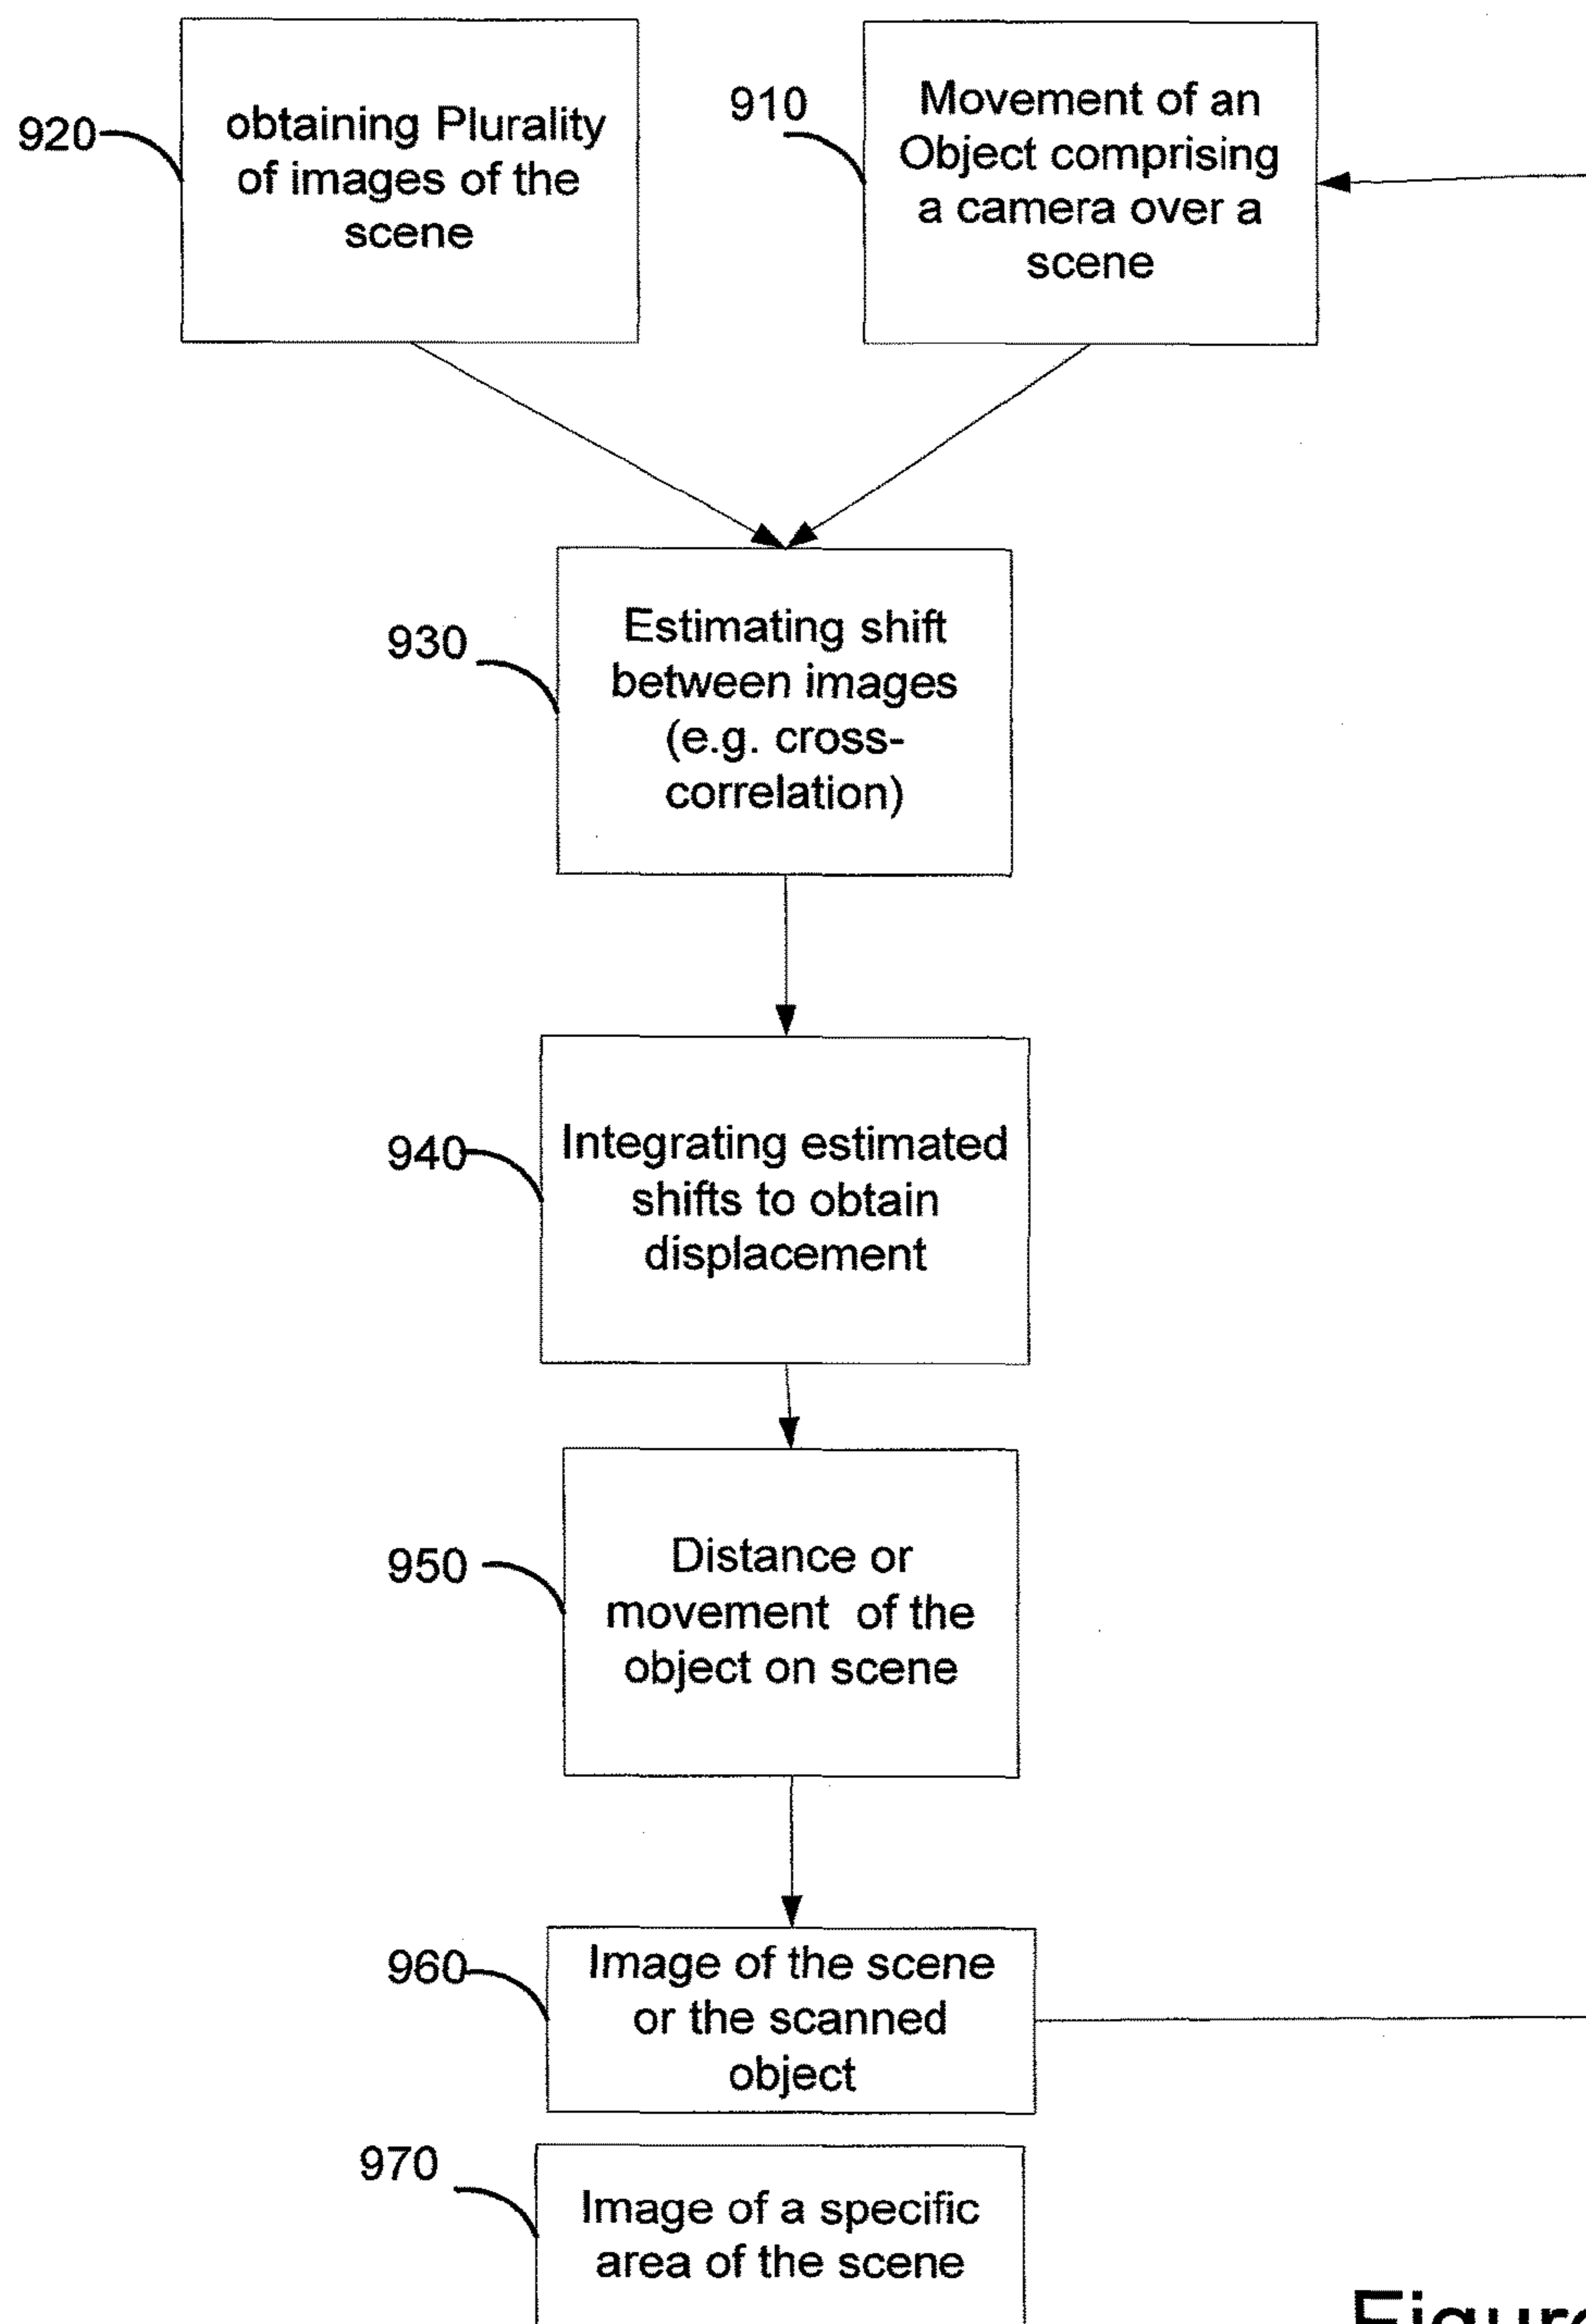 920
obtaining Plurality
of images of the
scene
910
Movement of an
Object comprising
a camera over a
scene
930
Estimating shift
between images
(e.g. cross-
correlation)
940
Integrating estimated
shifts to obtain
displacement
950
Distance or
movement of the
object on scene
960
Image of the scene
or the scanned
object
970
Image of a specific
area of the scene